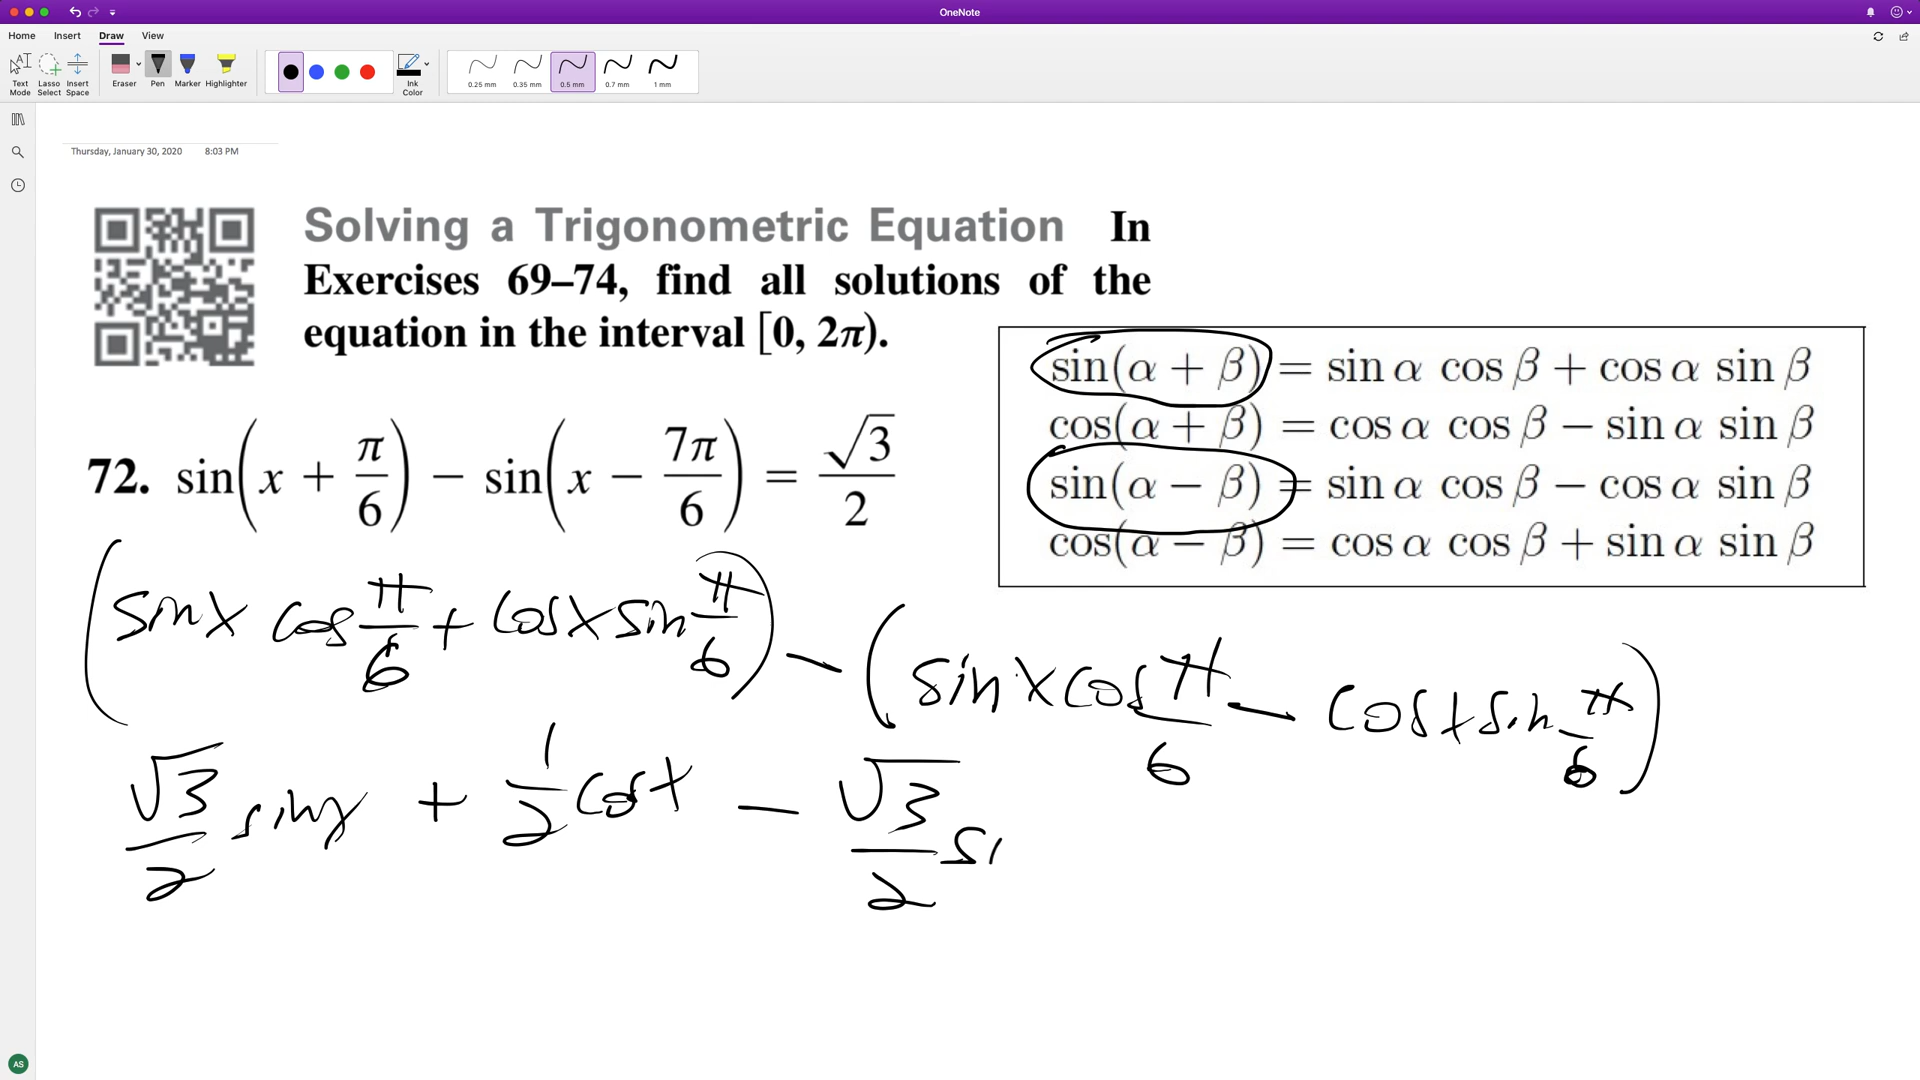 OneNote
Home Insert Draw View
Text Mode Lasso Select Insert Space Eraser Pen Marker Highlighter Ink Color 0.25 mm 0.35 mm 0.5 mm 0.7 mm 1 mm
Thursday, January 30, 2020 8:03 PM
Solving a Trigonometric Equation In
Exercises 69–74, find all solutions of the
equation in the interval [0, 2π).
72. sin(x + π/6) − sin(x − 7π/6) = √3/2
sin(α + β) = sin α cos β + cos α sin β
cos(α + β) = cos α cos β − sin α sin β
sin(α − β) = sin α cos β − cos α sin β
cos(α − β) = cos α cos β + sin α sin β
(sinx cos π/6 + cosx sin π/6) − (sinx cos π/6 − cosx sin π/6)
√3/2 sinx + 1/2 cosx − √3/2 si
AS